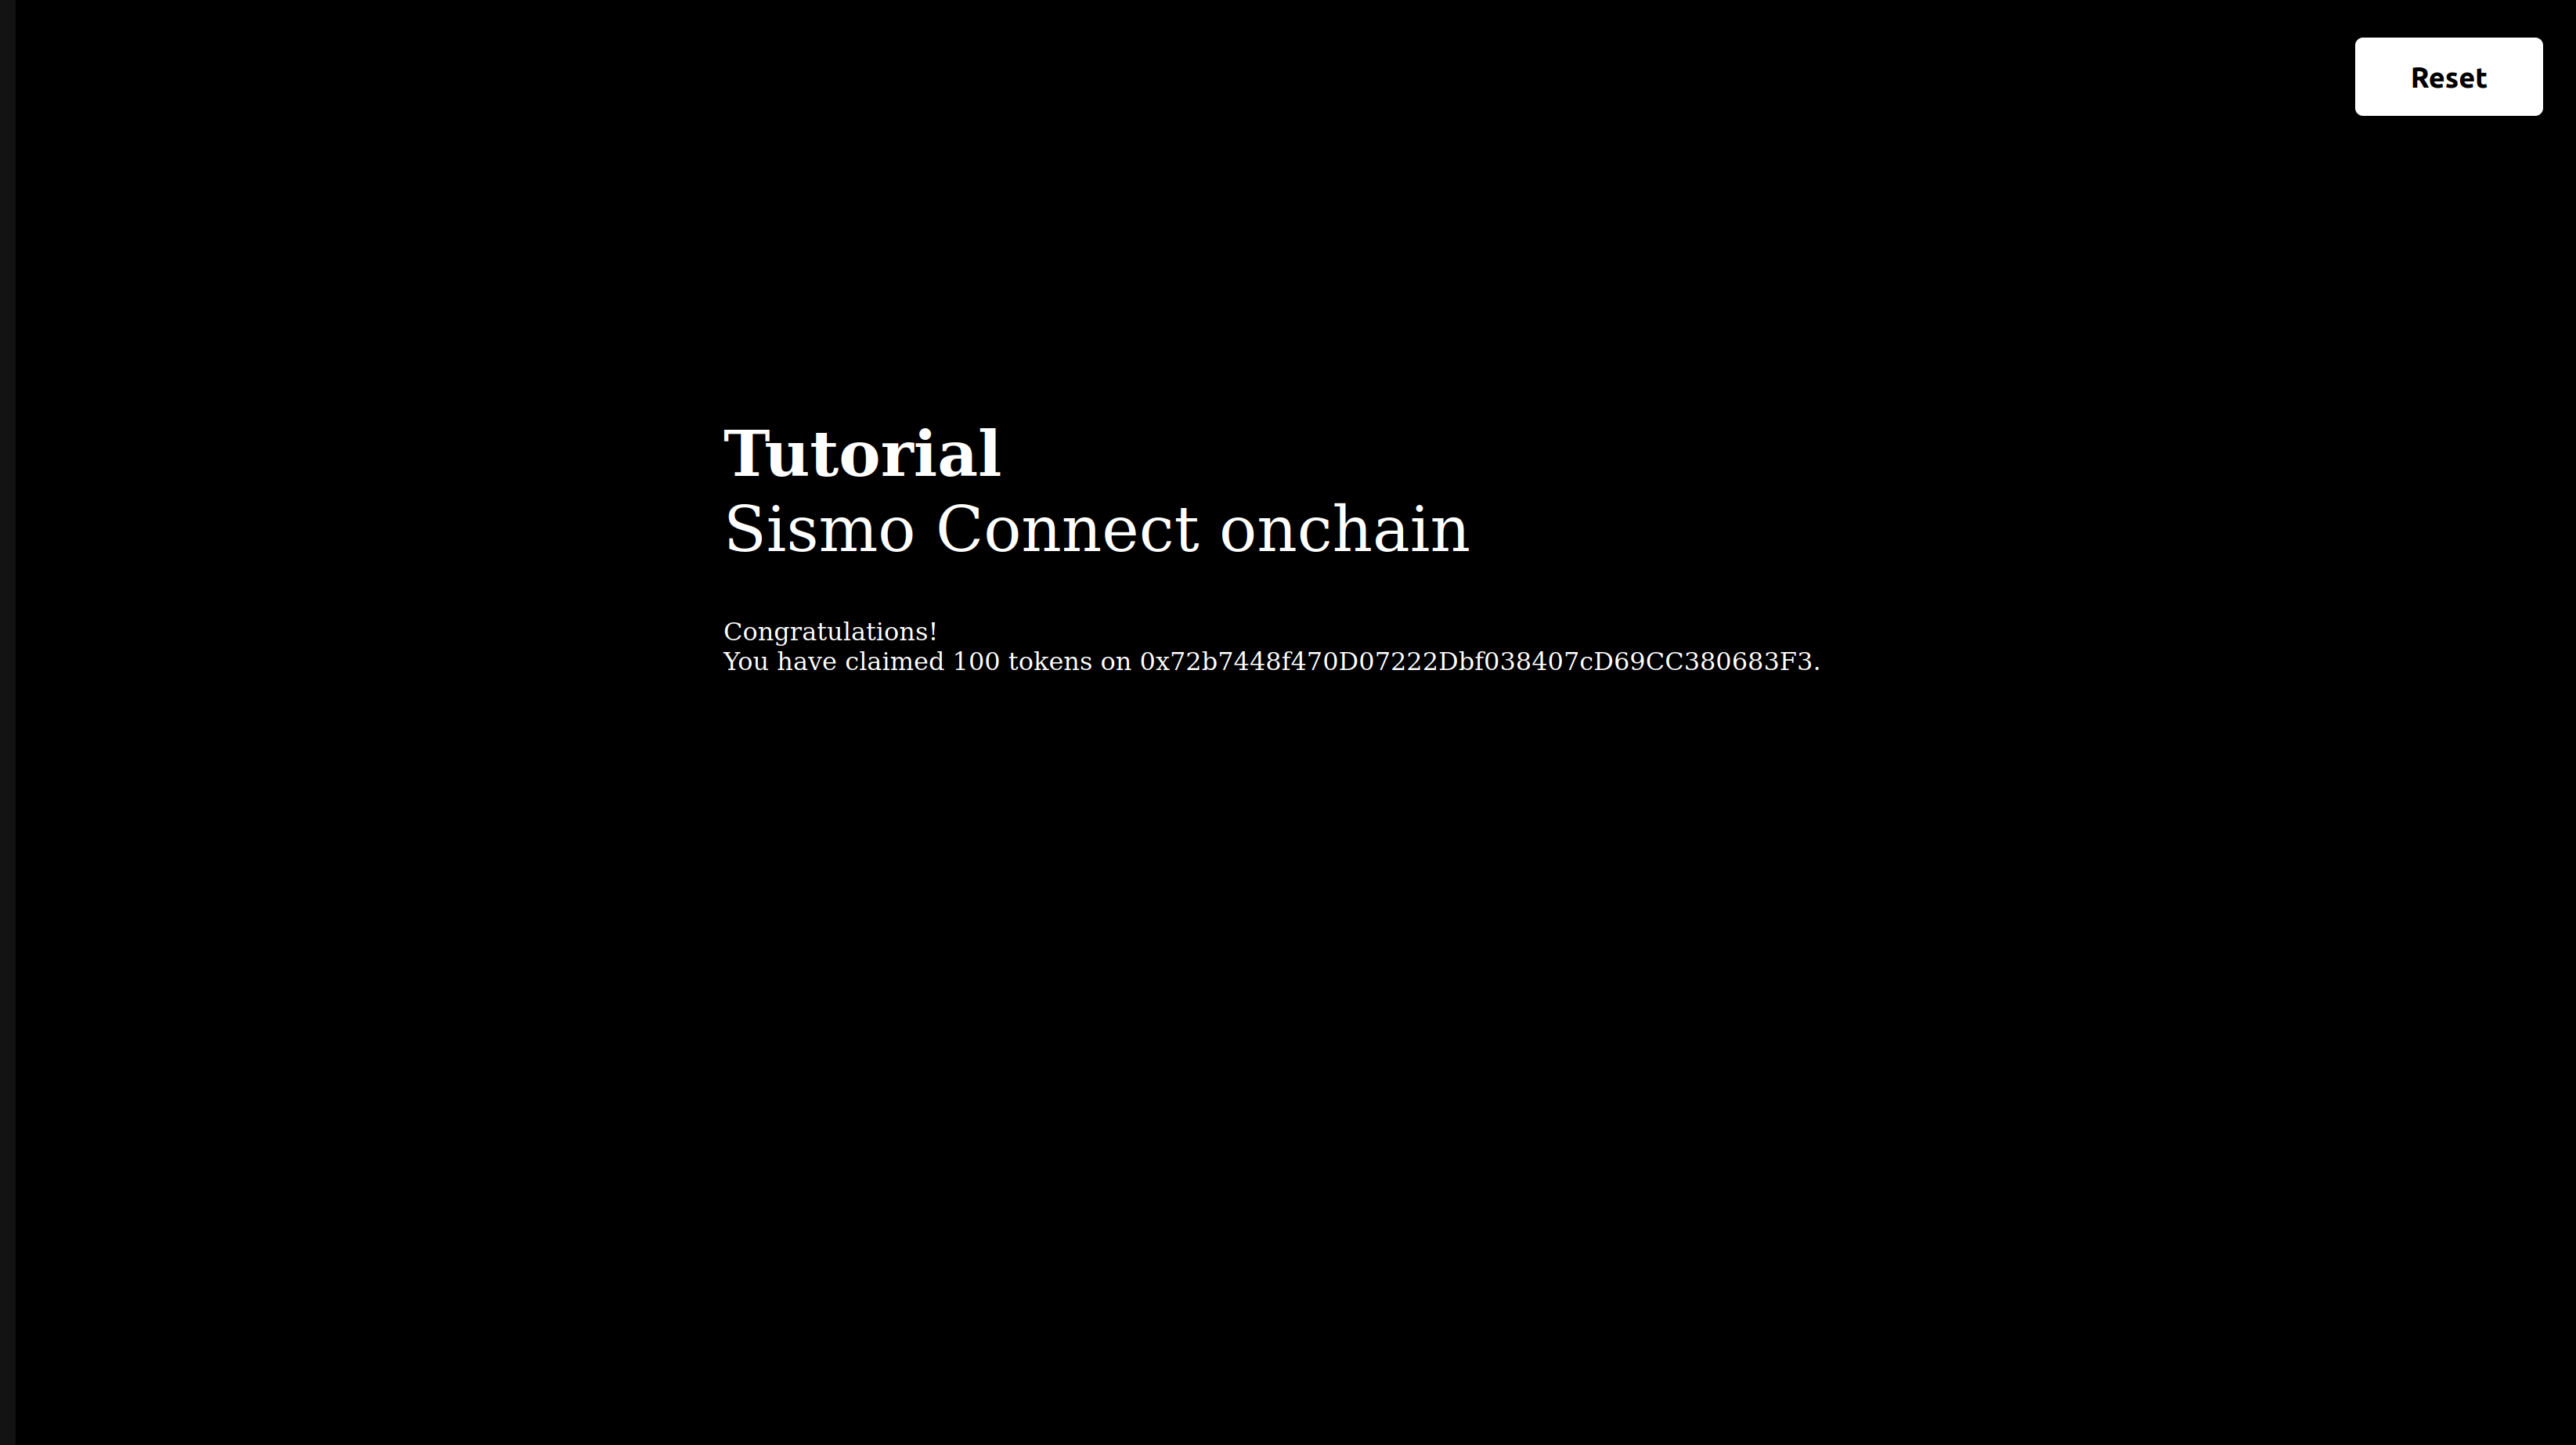 Reset
Tutorial
Sismo Connect onchain
Congratulations!
You have claimed 100 tokens on 0x72b7448f470D07222Dbf038407cD69CC380683F3.